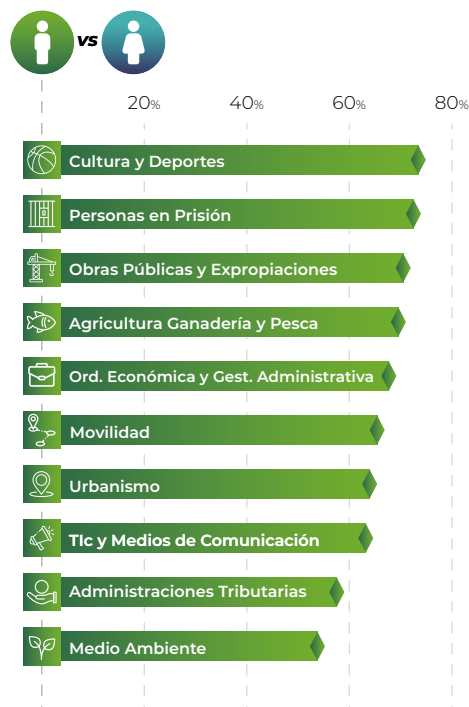 vs
20% 40% 60% 80%
Cultura y Deportes
Personas en Prisión
Obras Públicas y Expropiaciones
Agricultura Ganadería y Pesca
Ord. Económica y Gest. Administrativa
Movilidad
Urbanismo
TIc y Medios de Comunicación
Administraciones Tributarias
Medio Ambiente